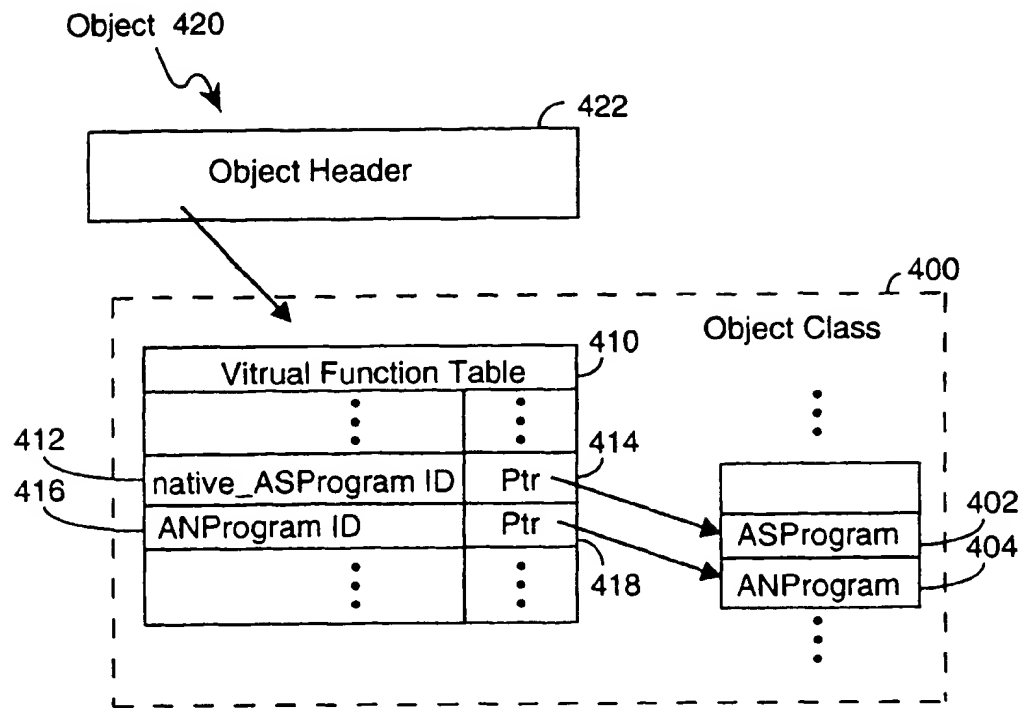 Object 420
422
Object Header
400
Object Class
410
Vitrual Function Table
412
414
native_ASProgram ID
Ptr
416
ANProgram ID
Ptr
418
402
ASProgram
404
ANProgram